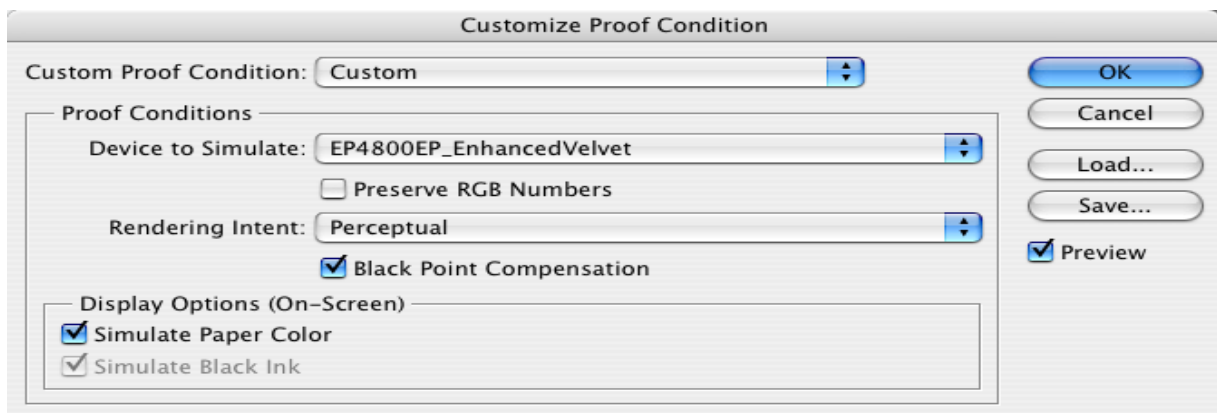 Customize Proof Condition
Custom Proof Condition: Custom
OK
Proof Conditions
Cancel
Device to Simulate: EP4800EP_EnhancedVelvet
Load...
Preserve RGB Numbers
Save...
Rendering Intent: Perceptual
Preview
Black Point Compensation
Display Options (On-Screen)
Simulate Paper Color
Simulate Black Ink